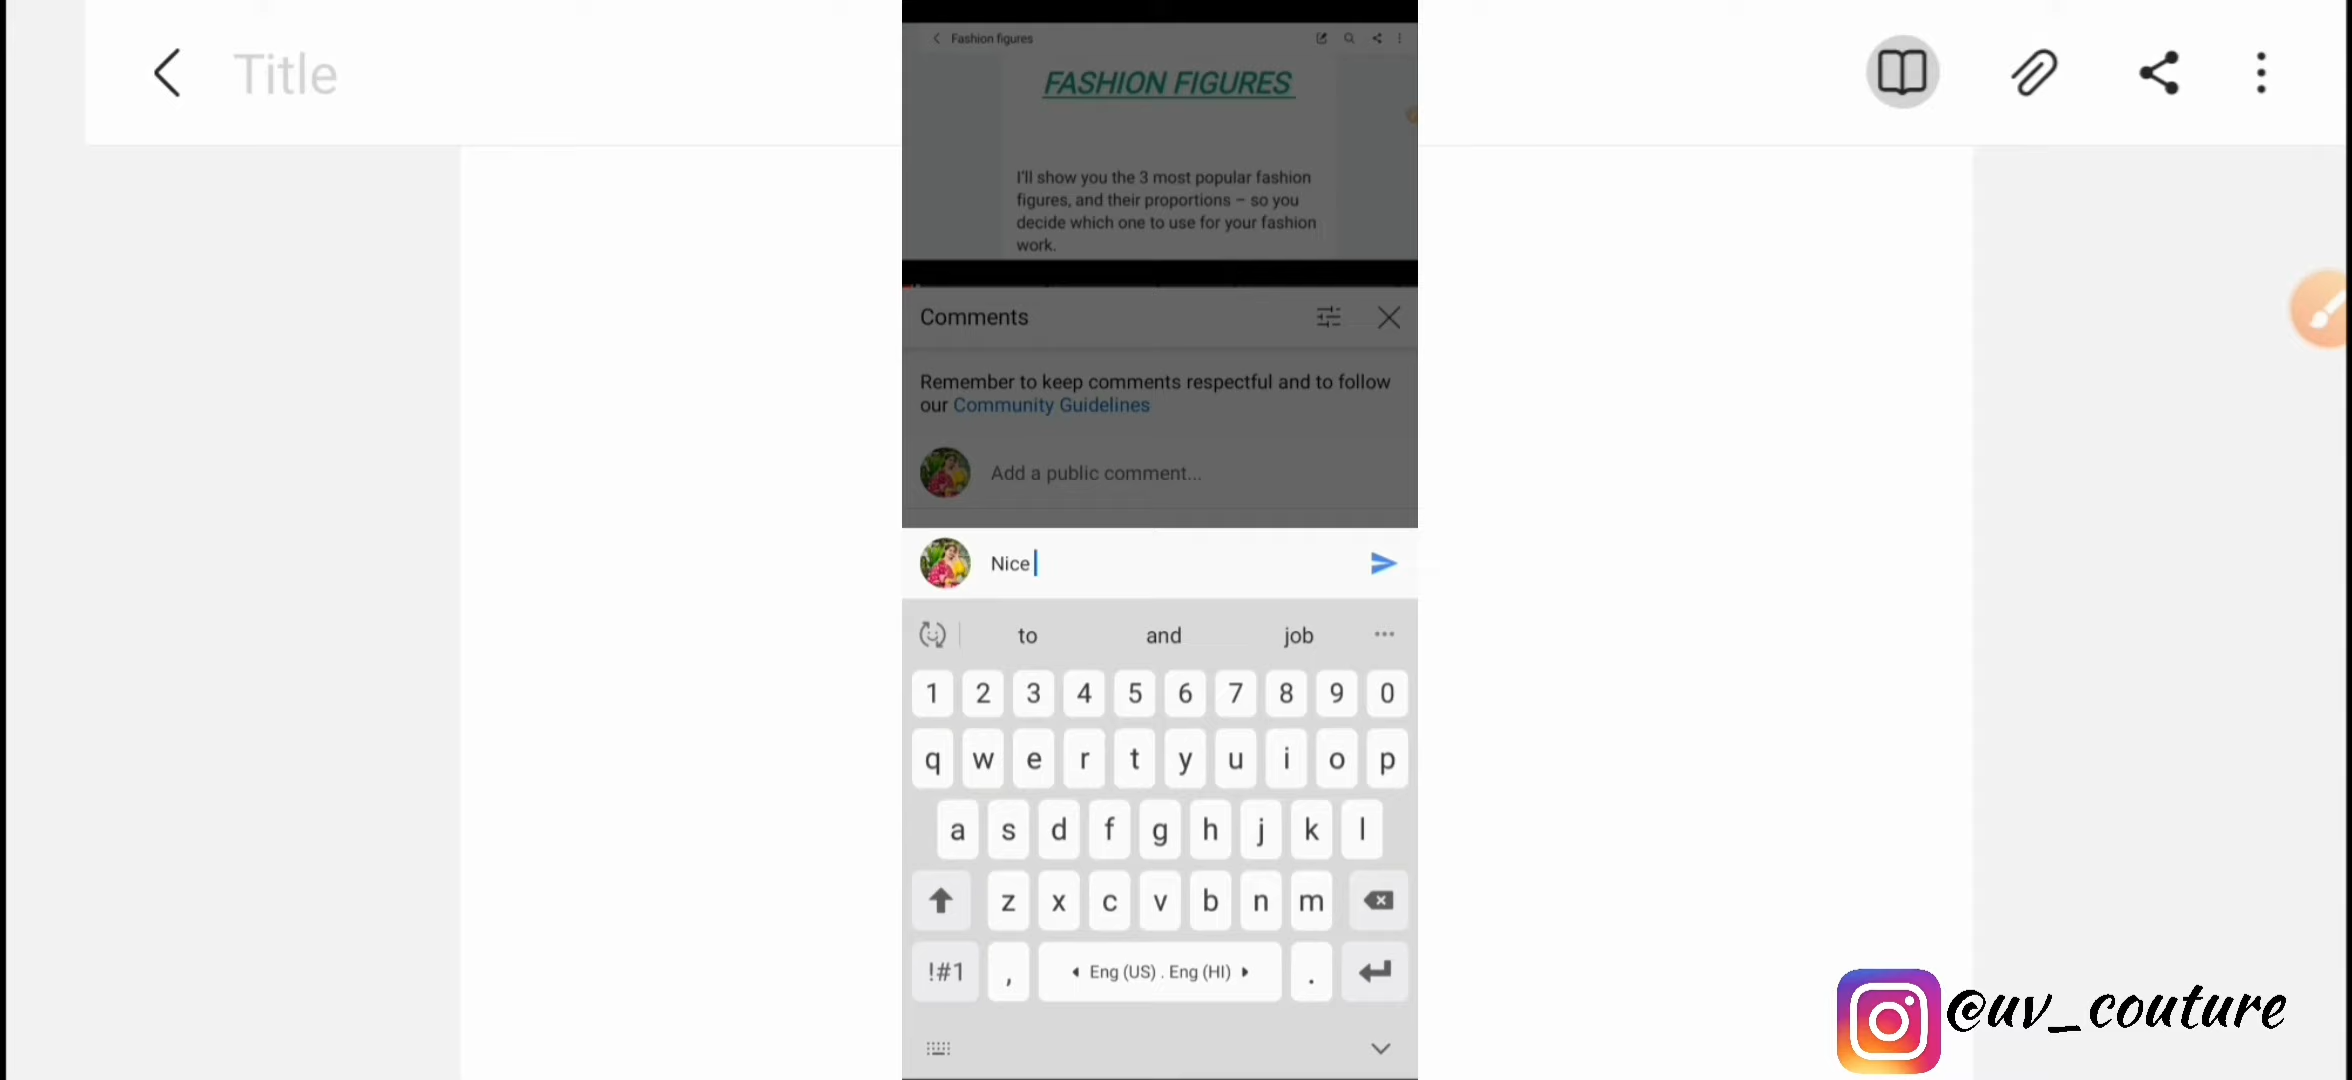 Title
Fashion figures
FASHION FIGURES
I'll show you the 3 most popular fashion
figures, and their proportions – so you
decide which one to use for your fashion
work.
Comments
Remember to keep comments respectful and to follow
our Community Guidelines
Add a public comment...
Nice
to and job
1 2 3 4 5 6 7 8 9 0
q w e r t y u i o p
a s d f g h j k l
z x c v b n m
!#1 , Eng (US) . Eng (HI) .
@uv_couture